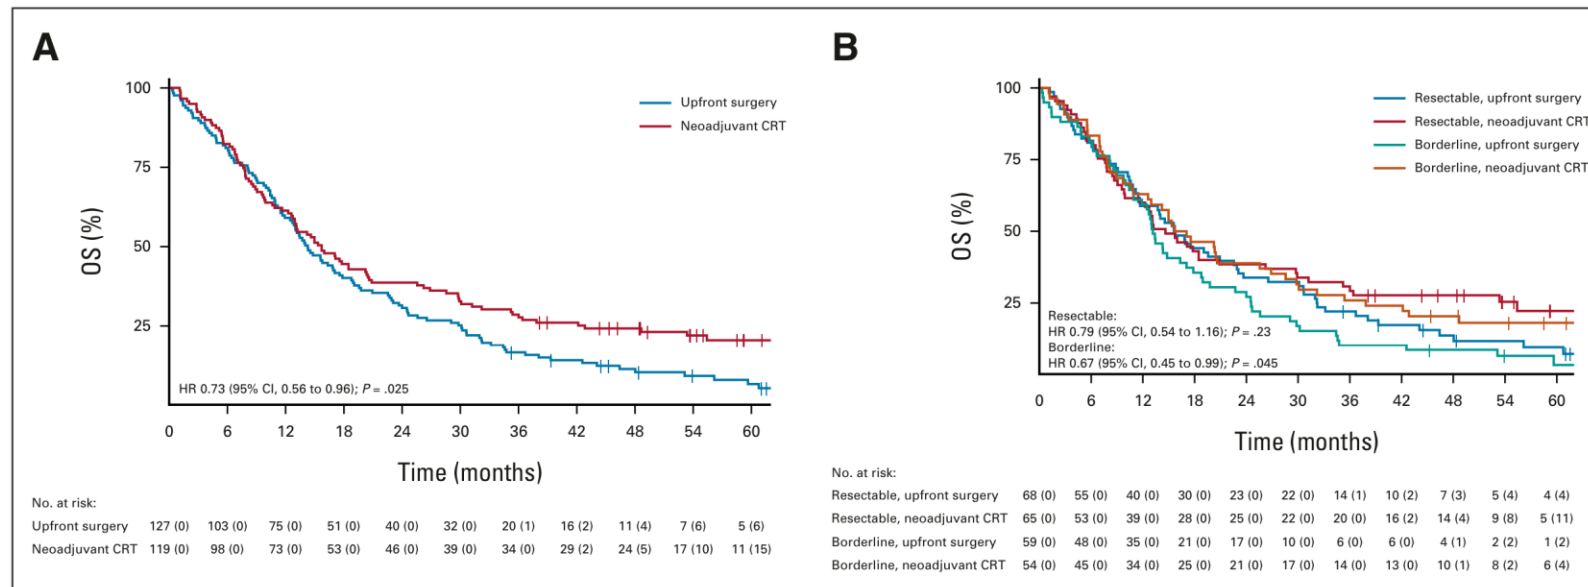 A
OS (%)
100
75
50
25
Upfront surgery
Neoadjuvant CRT
HR 0.73 (95% CI, 0.56 to 0.96); P = .025
0 6 12 18 24 30 36 42 48 54 60
Time (months)
No. at risk:
Upfront surgery 127 (0) 103 (0) 75 (0) 51 (0) 40 (0) 32 (0) 20 (1) 16 (2) 11 (4) 7 (6) 5 (6)
Neoadjuvant CRT 119 (0) 98 (0) 73 (0) 53 (0) 46 (0) 39 (0) 34 (0) 29 (2) 24 (5) 17 (10) 11 (15)
B
OS (%)
100
75
50
25
Resectable, upfront surgery
Resectable, neoadjuvant CRT
Borderline, upfront surgery
Borderline, neoadjuvant CRT
Resectable:
HR 0.79 (95% CI, 0.54 to 1.16); P = .23
Borderline:
HR 0.67 (95% CI, 0.45 to 0.99); P = .045
0 6 12 18 24 30 36 42 48 54 60
Time (months)
No. at risk:
Resectable, upfront surgery 68 (0) 55 (0) 40 (0) 30 (0) 23 (0) 22 (0) 14 (1) 10 (2) 7 (3) 5 (4) 4 (4)
Resectable, neoadjuvant CRT 65 (0) 53 (0) 39 (0) 28 (0) 25 (0) 22 (0) 20 (0) 16 (2) 14 (4) 9 (8) 5 (11)
Borderline, upfront surgery 59 (0) 48 (0) 35 (0) 21 (0) 17 (0) 10 (0) 6 (0) 6 (0) 4 (1) 2 (2) 1 (2)
Borderline, neoadjuvant CRT 54 (0) 45 (0) 34 (0) 25 (0) 21 (0) 17 (0) 14 (0) 13 (0) 10 (1) 8 (2) 6 (4)